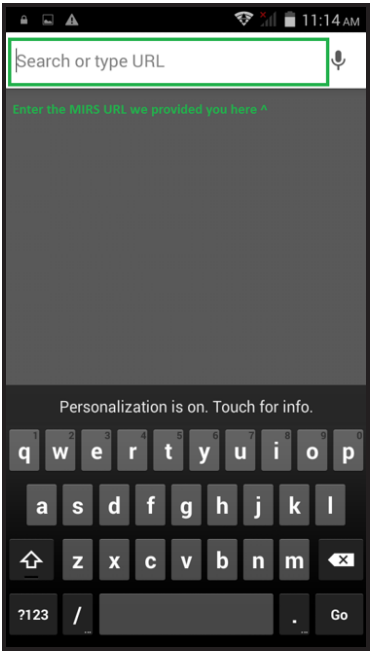 11:14 AM
Search or type URL
Enter the MIRS URL we provided you here ^
Personalization is on. Touch for info.
1 2 3 4 5 6 7 8 9 0
q w e r t y u i o p
a s d f g h j k l
z x c v b n m
?123 / ... . ... Go